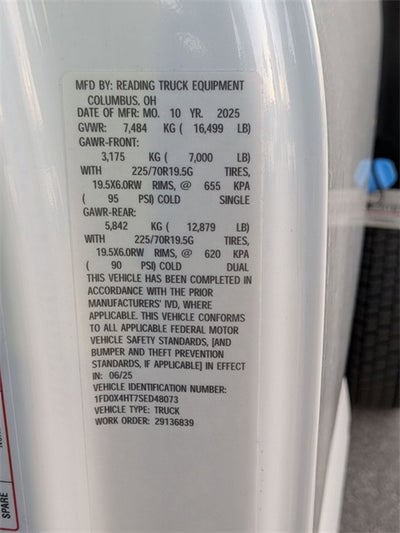 MFD BY: READING TRUCK EQUIPMENT
COLUMBUS, OH
DATE OF MFR: MO. 10 YR. 2025
GVWR: 7,484 KG ( 16,499 LB)
GAWR-FRONT:
3,175 KG ( 7,000 LB)
WITH 225/70R19.5G TIRES,
19.5X6.0RW RIMS, @ 655 KPA
( 95 PSI) COLD SINGLE
GAWR-REAR:
5,842 KG ( 12,879 LB)
WITH 225/70R19.5G TIRES,
19.5X6.0RW RIMS, @ 620 KPA
( 90 PSI) COLD DUAL
THIS VEHICLE HAS BEEN COMPLETED IN
ACCORDANCE WITH THE PRIOR
MANUFACTURERS' IVD, WHERE
APPLICABLE. THIS VEHICLE CONFORMS
TO ALL APPLICABLE FEDERAL MOTOR
VEHICLE SAFETY STANDARDS, [AND
BUMPER AND THEFT PREVENTION
STANDARDS, IF APPLICABLE] IN EFFECT
IN: 06/25
VEHICLE IDENTIFICATION NUMBER:
1FD0X4HT7SED48073
VEHICLE TYPE: TRUCK
WORK ORDER: 29136839
SPARE